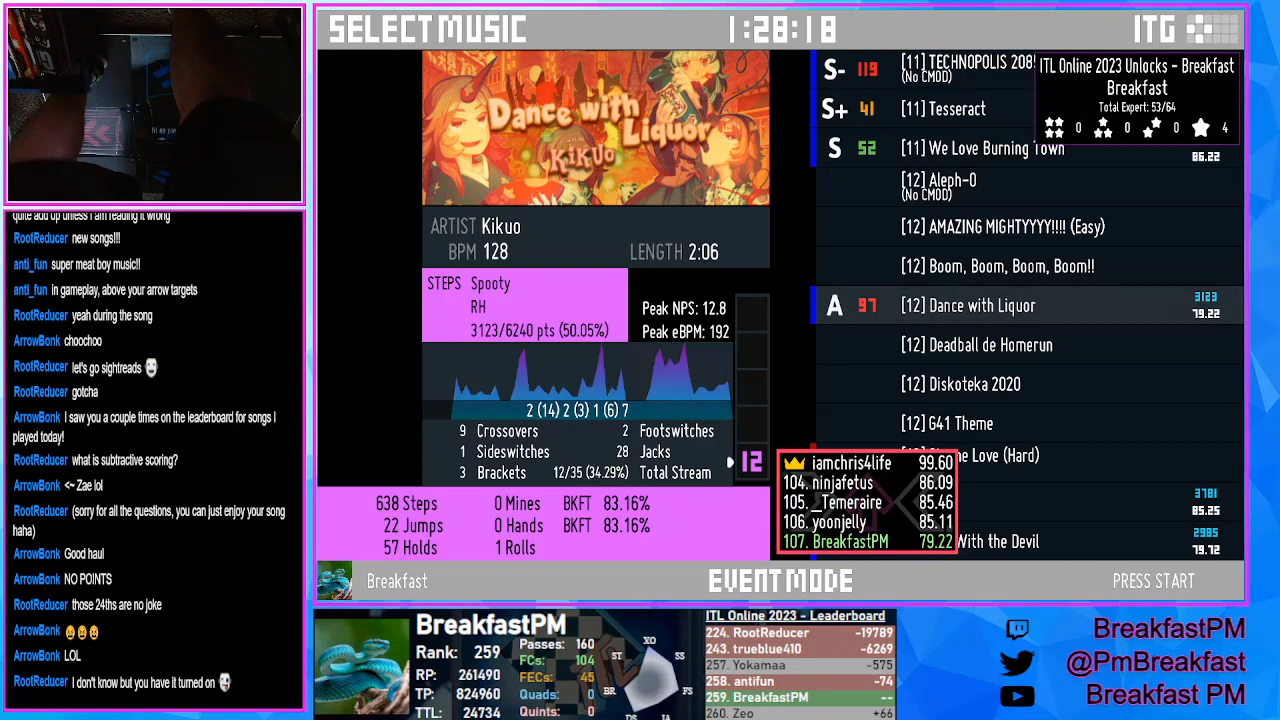 SELECT MUSIC
1:28:18
ITG
quite add up unless I am reading it wrong
RootReducer new songs!!!
anti_fun super meat boy music!!
anti_fun in gameplay, above your arrow targets
RootReducer yeah during the song
ArrowBonk choochoo
RootReducer let's go sightreads
RootReducer gotcha
ArrowBonk I saw you a couple times on the leaderboard for songs I
played today!
RootReducer what is subtractive scoring?
ArrowBonk <~ Zae lol
RootReducer (sorry for all the questions, you can just enjoy your song
haha)
ArrowBonk Good haul
ArrowBonk NO POINTS
RootReducer those 24ths are no joke
ArrowBonk
ArrowBonk LOL
RootReducer I don't know but you have it turned on
Dance with
Liquor
KiKUo
ARTIST Kikuo
BPM 128 LENGTH 2:06
STEPS Spooty
RH
3123/6240 pts (50.05%)
Peak NPS: 12.8
Peak eBPM: 192
2 (14) 2 (3) 1 (6) 7
9 Crossovers 2 Footswitches
1 Sideswitches 28 Jacks
3 Brackets 12/35 (34.29%) Total Stream
12
638 Steps 0 Mines BKFT 83.16%
22 Jumps 0 Hands BKFT 83.16%
57 Holds 1 Rolls
S- 119 [11] TECHNOPOLIS 208
(No CMOD)
S+ 41 [11] Tesseract
S 52 [11] We Love Burning Town 86.22
[12] Aleph-0
(No CMOD)
[12] AMAZING MIGHTYYYY!!!! (Easy)
[12] Boom, Boom, Boom, Boom!!
A 97 [12] Dance with Liquor 3123
79.22
[12] Deadball de Homerun
[12] Diskoteka 2020
[12] G41 Theme
e Love (Hard)
3781
85.25
With the Devil 2985
79.72
ITL Online 2023 Unlocks - Breakfast
Breakfast
Total Expert: 53/64
0 0 0 4
iamchris4life 99.60
104. ninjafetus 86.09
105. _Temeraire 85.46
106. yoonjelly 85.11
107. BreakfastPM 79.22
Breakfast
EVENT MODE
PRESS START
BreakfastPM
Rank: 259
RP: 261490
TP: 824960
TTL: 24734
Passes: 160
FCs: 104
FECs: 45
Quads: 0
Quints: 0
XO
ST SS
BR FS
DS JA
ITL Online 2023 - Leaderboard
224. RootReducer -19789
243. trueblue410 -6269
257. Yokamaa -575
258. antifun -74
259. BreakfastPM --
260. Zeo +66
BreakfastPM
@PmBreakfast
Breakfast PM